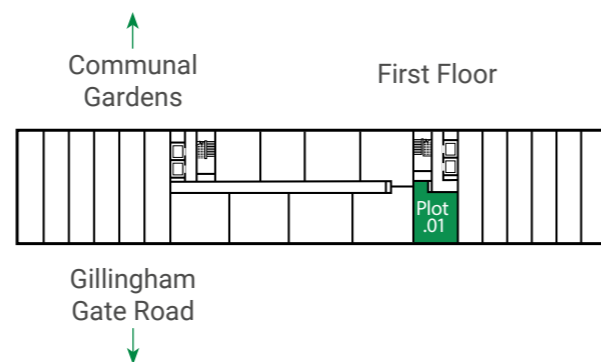 Communal
Gardens
First Floor
Plot
.01
Gillingham
Gate Road